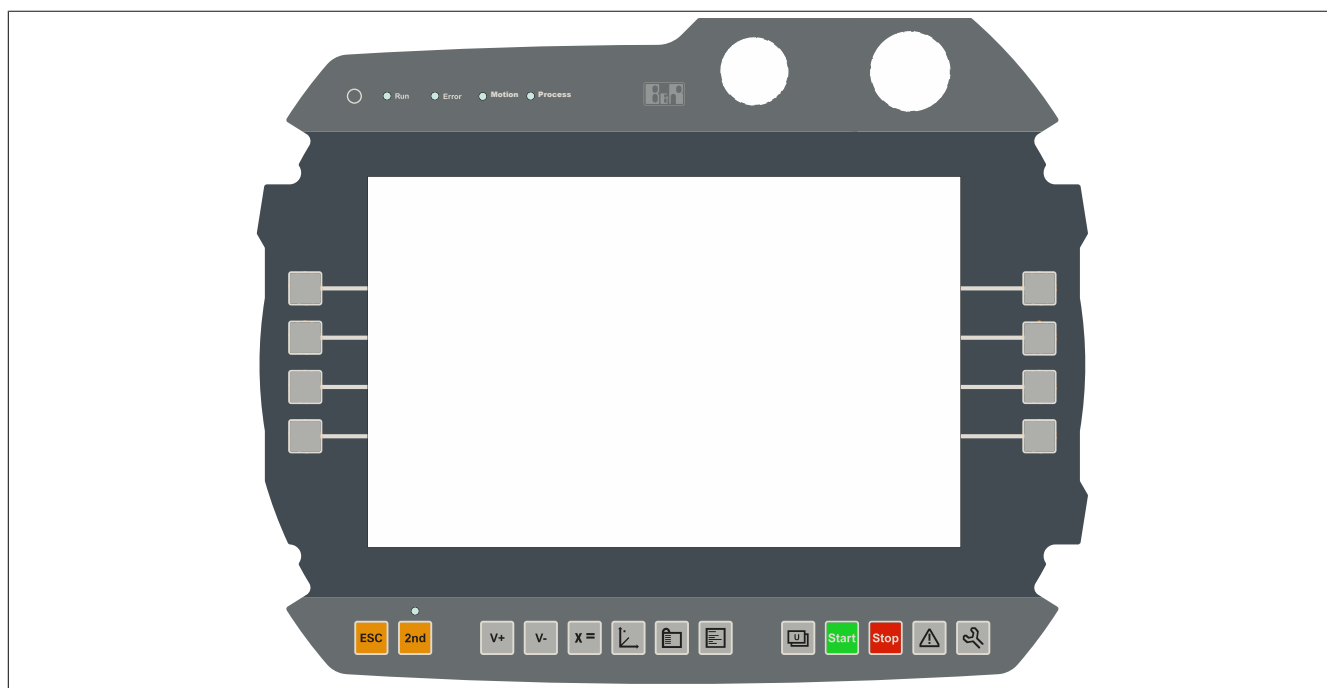 Run Error Motion Process B&R
ESC 2nd V+ V- X= U Start Stop